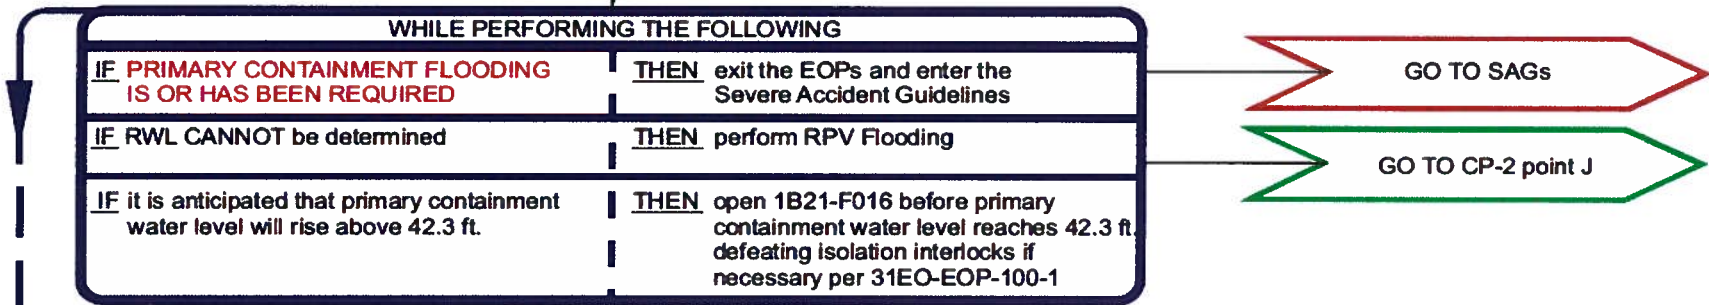 WHILE PERFORMING THE FOLLOWING
IF PRIMARY CONTAINMENT FLOODING
IS OR HAS BEEN REQUIRED
THEN exit the EOPs and enter the
Severe Accident Guidelines
GO TO SAGs
IF RWL CANNOT be determined
THEN perform RPV Flooding
GO TO CP-2 point J
IF it is anticipated that primary containment
water level will rise above 42.3 ft.
THEN open 1B21-F016 before primary
containment water level reaches 42.3 ft.
defeating isolation interlocks if
necessary per 31EO-EOP-100-1